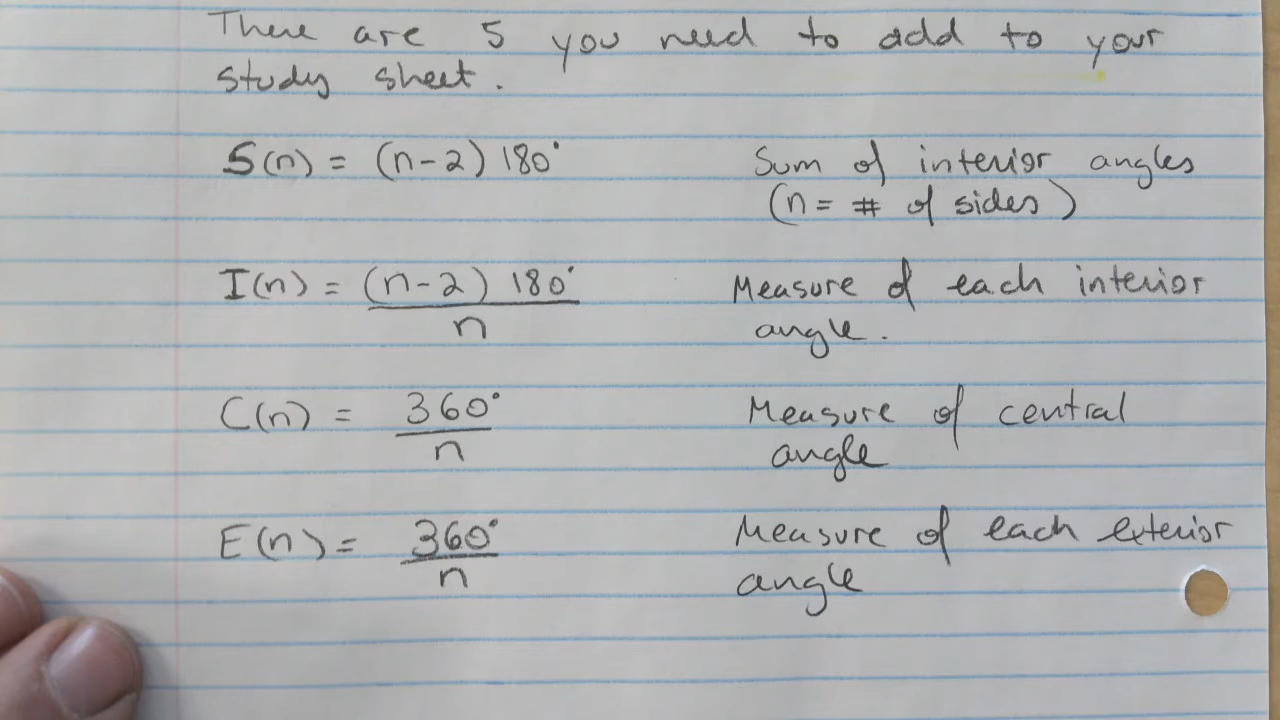 There are 5 you need to add to your
study sheet.
S(n) = (n-2) 180° Sum of interior angles
(n = # of sides)
I(n) = (n-2) 180° Measure of each interior
n angle.
C(n) = 360° Measure of central
n angle
E(n) = 360° Measure of each exterior
n angle